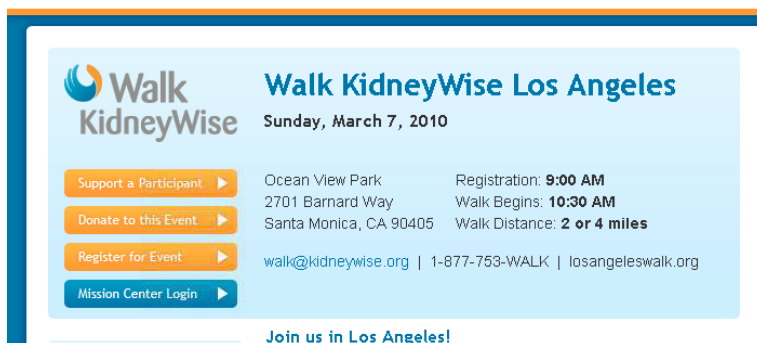 Walk
KidneyWise
Walk KidneyWise Los Angeles
Sunday, March 7, 2010
Support a Participant
Donate to this Event
Register for Event
Mission Center Login
Ocean View Park
2701 Barnard Way
Santa Monica, CA 90405
Registration: 9:00 AM
Walk Begins: 10:30 AM
Walk Distance: 2 or 4 miles
walk@kidneywise.org | 1-877-753-WALK | losangeleswalk.org
Join us in Los Angeles!